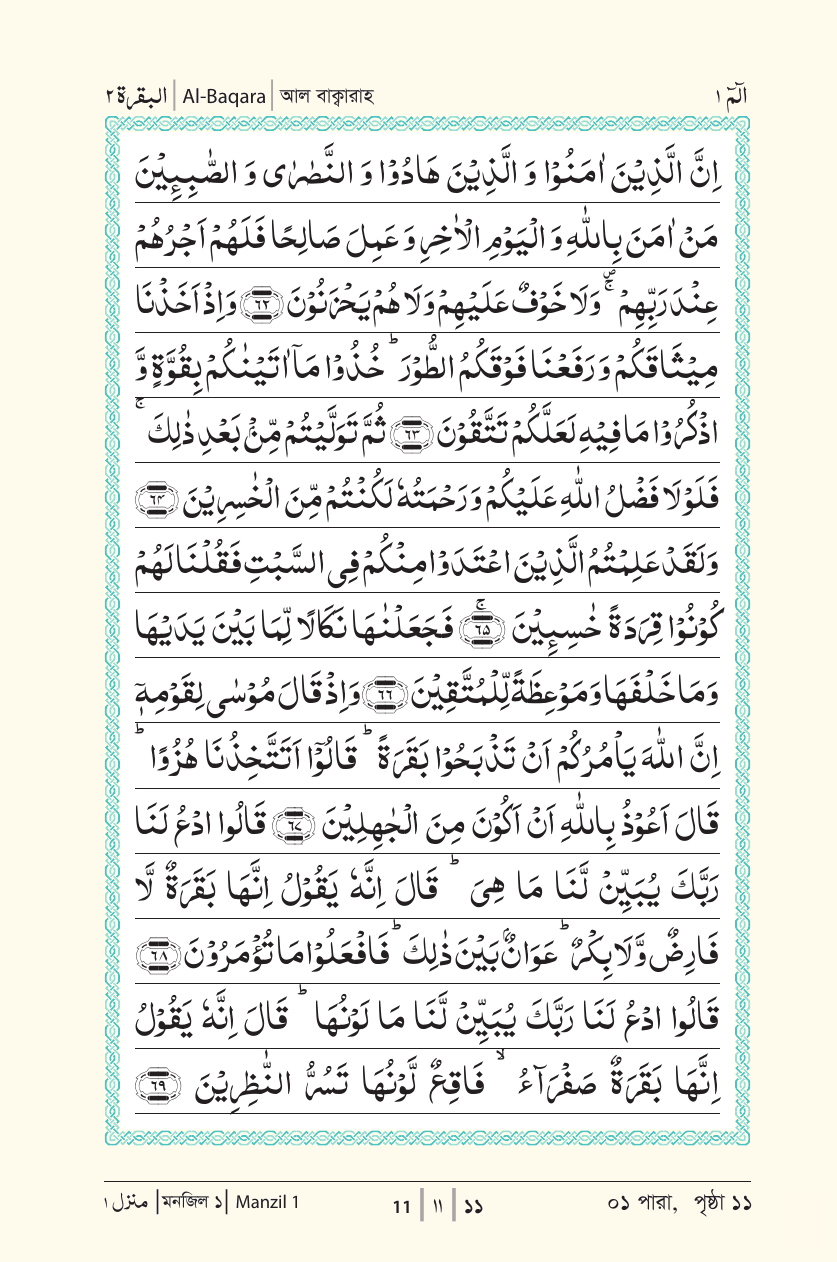 البقرة ٢ | Al-Baqara | আল বাক্বারাহ	الٓمّٓ ١
اِنَّ الَّذِيْنَ اٰمَنُوْا وَ الَّذِيْنَ هَادُوْا وَ النَّصٰرٰى وَ الصّٰبِـِٕيْنَ
مَنْ اٰمَنَ بِاللّٰهِ وَ الْيَوْمِ الْاٰخِرِ وَ عَمِلَ صَالِحًا فَلَهُمْ اَجْرُهُمْ
عِنْدَ رَبِّهِمْ ۪ۚ وَلَا خَوْفٌ عَلَيْهِمْ وَلَا هُمْ يَحْزَنُوْنَ ﴿٦٢﴾ وَاِذْ اَخَذْنَا
مِيْثَاقَكُمْ وَ رَفَعْنَا فَوْقَكُمُ الطُّوْرَ ؕ خُذُوْا مَاۤ اٰتَيْنٰكُمْ بِقُوَّةٍ وَّ
اذْكُرُوْا مَا فِيْهِ لَعَلَّكُمْ تَتَّقُوْنَ ﴿٦٣﴾ ثُمَّ تَوَلَّيْتُمْ مِّنْۢ بَعْدِ ذٰلِكَ ۚ
فَلَوْلَا فَضْلُ اللّٰهِ عَلَيْكُمْ وَ رَحْمَتُهٗ لَكُنْتُمْ مِّنَ الْخٰسِرِيْنَ ﴿٦۴﴾
وَلَقَدْ عَلِمْتُمُ الَّذِيْنَ اعْتَدَوْا مِنْكُمْ فِى السَّبْتِ فَقُلْنَا لَهُمْ
كُوْنُوْا قِرَدَةً خٰسِـِٕيْنَ ﴿٦۵﴾ۚ فَجَعَلْنٰهَا نَكَالًا لِّمَا بَيْنَ يَدَيْهَا
وَمَا خَلْفَهَا وَمَوْعِظَةً لِّلْمُتَّقِيْنَ ﴿٦٦﴾ وَاِذْ قَالَ مُوْسٰى لِقَوْمِهٖۤ
اِنَّ اللّٰهَ يَاْمُرُكُمْ اَنْ تَذْبَحُوْا بَقَرَةً ؕ قَالُوْۤا اَتَتَّخِذُنَا هُزُوًا ؕ
قَالَ اَعُوْذُ بِاللّٰهِ اَنْ اَكُوْنَ مِنَ الْجٰهِلِيْنَ ﴿٦٧﴾ قَالُوا ادْعُ لَنَا
رَبَّكَ يُبَيِّنْ لَّنَا مَا هِىَ ؕ قَالَ اِنَّهٗ يَقُوْلُ اِنَّهَا بَقَرَةٌ لَّا
فَارِضٌ وَّلَا بِكْرٌ ؕ عَوَانٌۢ بَيْنَ ذٰلِكَ ؕ فَافْعَلُوْا مَا تُؤْمَرُوْنَ ﴿٦٨﴾
قَالُوا ادْعُ لَنَا رَبَّكَ يُبَيِّنْ لَّنَا مَا لَوْنُهَا ؕ قَالَ اِنَّهٗ يَقُوْلُ
اِنَّهَا بَقَرَةٌ صَفْرَآءُ ۙ فَاقِعٌ لَّوْنُهَا تَسُرُّ النّٰظِرِيْنَ ﴿٦٩﴾
منزل ١ | মনজিল ১ | Manzil 1	11 | ١١ | ১১	০১ পারা, পৃষ্ঠা ১১